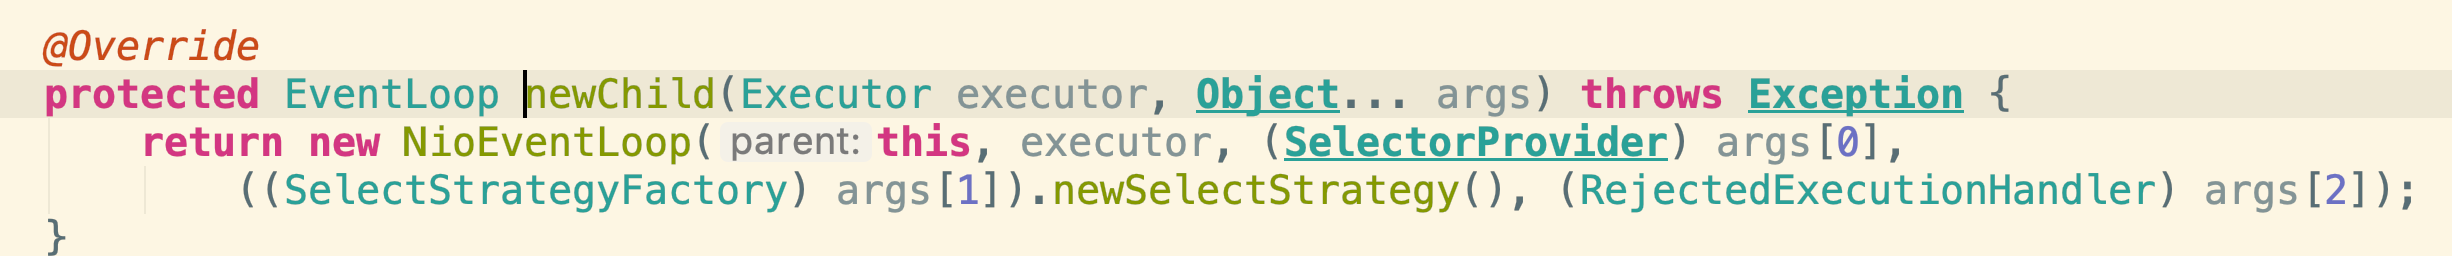 @Override
protected EventLoop newChild(Executor executor, Object... args) throws Exception {
return new NioEventLoop( parent: this, executor, (SelectorProvider) args[0],
((SelectStrategyFactory) args[1]).newSelectStrategy(), (RejectedExecutionHandler) args[2]);
}